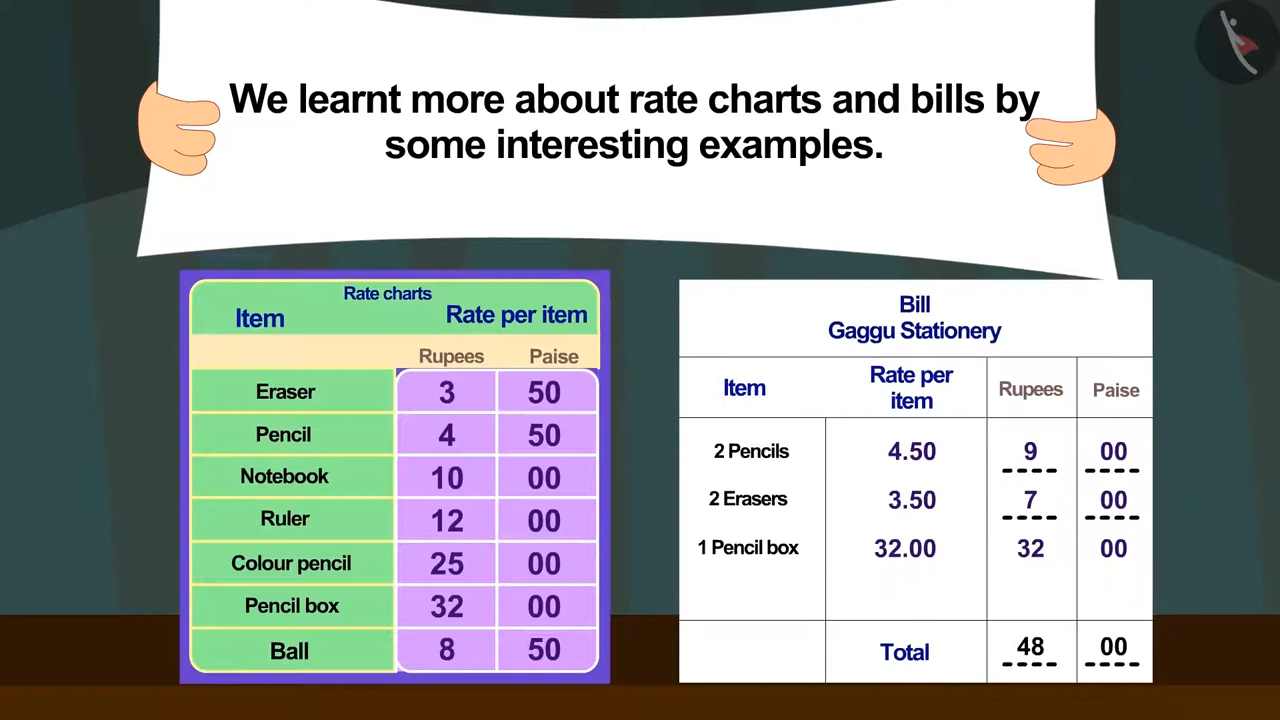 We learnt more about rate charts and bills by
some interesting examples.
Rate charts
Item Rate per item
Rupees Paise
Eraser 3 50
Pencil 4 50
Notebook 10 00
Ruler 12 00
Colour pencil 25 00
Pencil box 32 00
Ball 8 50
Bill
Gaggu Stationery
Item Rate per item Rupees Paise
2 Pencils 4.50 9 00
2 Erasers 3.50 7 00
1 Pencil box 32.00 32 00
Total 48 00